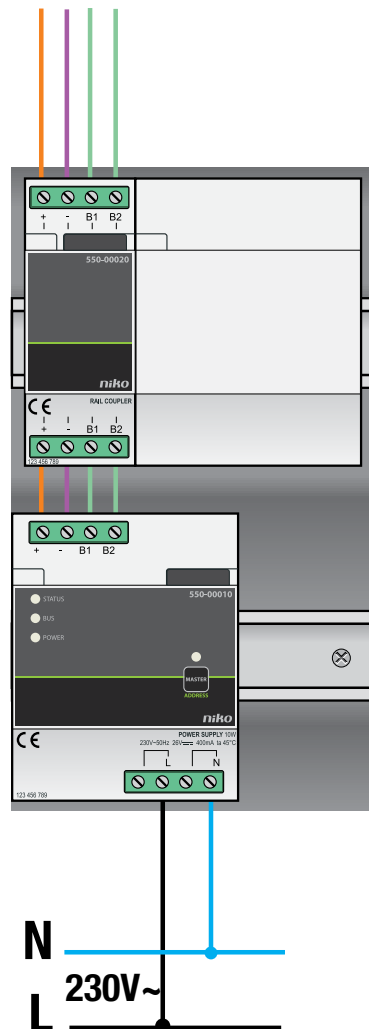 + - B1 B2
550-00020
niko
CE RAIL COUPLER
+ - B1 B2
123 456 789
+ - B1 B2
550-00010
STATUS
BUS
POWER
MASTER
ADDNESS
niko
CE POWER SUPPLY 10W
230V~50Hz 26V⎓ 400mA ta 45°C
L N
123 456 789
N
230V~
L